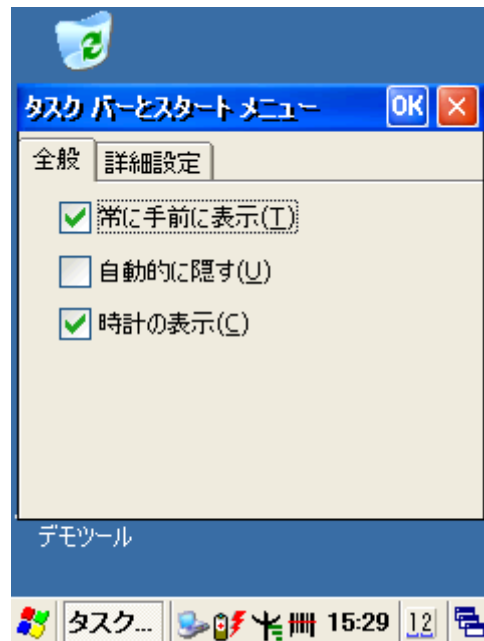 タスク バーとスタート メニュー OK
全般 詳細設定
常に手前に表示(T)
自動的に隠す(U)
時計の表示(C)
デモツール
タスク... 15:29 12